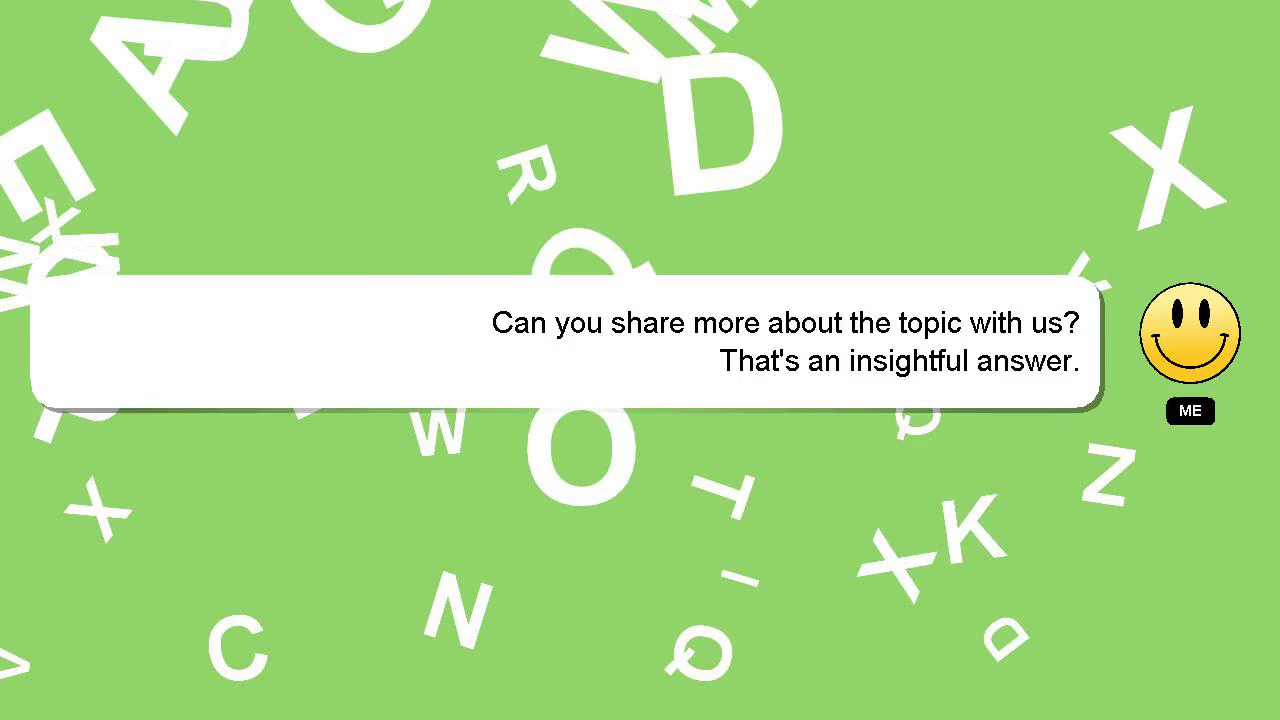 Can you share more about the topic with us?
That's an insightful answer.
ME